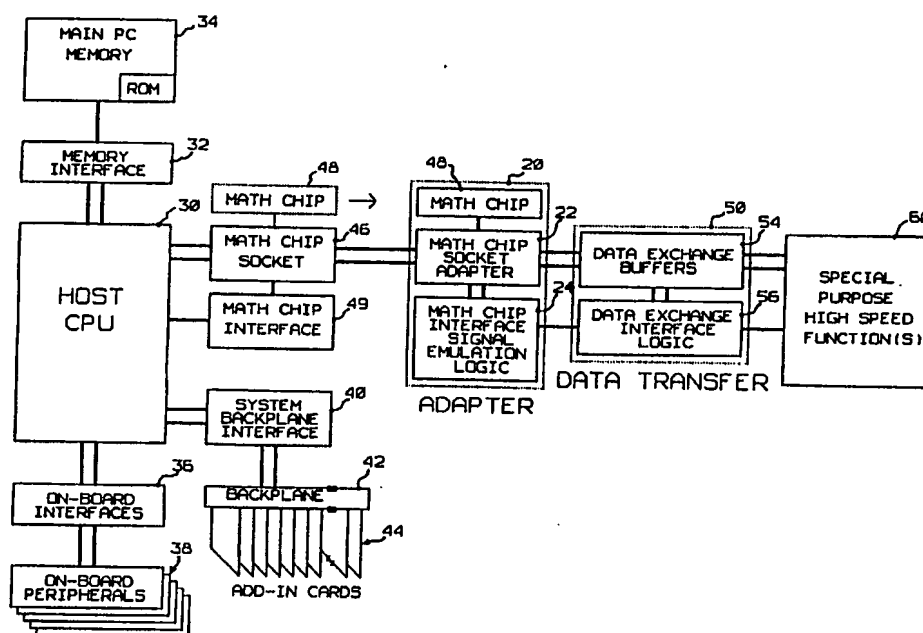 34
MAIN PC
MEMORY
ROM
32
MEMORY
INTERFACE
30
HOST
CPU
48
MATH CHIP
46
MATH CHIP
SOCKET
49
MATH CHIP
INTERFACE
40
SYSTEM
BACKPLANE
INTERFACE
42
BACKPLANE
44
ADD-IN CARDS
36
ON-BOARD
INTERFACES
38
ON-BOARD
PERIPHERALS
48
20
MATH CHIP
22
MATH CHIP
SOCKET
ADAPTER
24
MATH CHIP
INTERFACE
SIGNAL
EMULATION
LOGIC
ADAPTER
50
54
DATA EXCHANGE
BUFFERS
56
DATA EXCHANGE
INTERFACE
LOGIC
DATA TRANSFER
SPECIAL
PURPOSE
HIGH SPEED
FUNCTION(S)